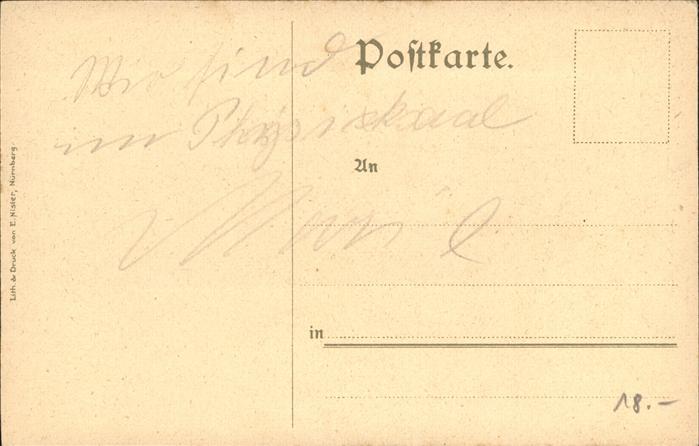 Postkarte.
Wir sind
im Physiksaal
An
in
18.–
Lith. & Druck von E. Nister, Nürnberg.